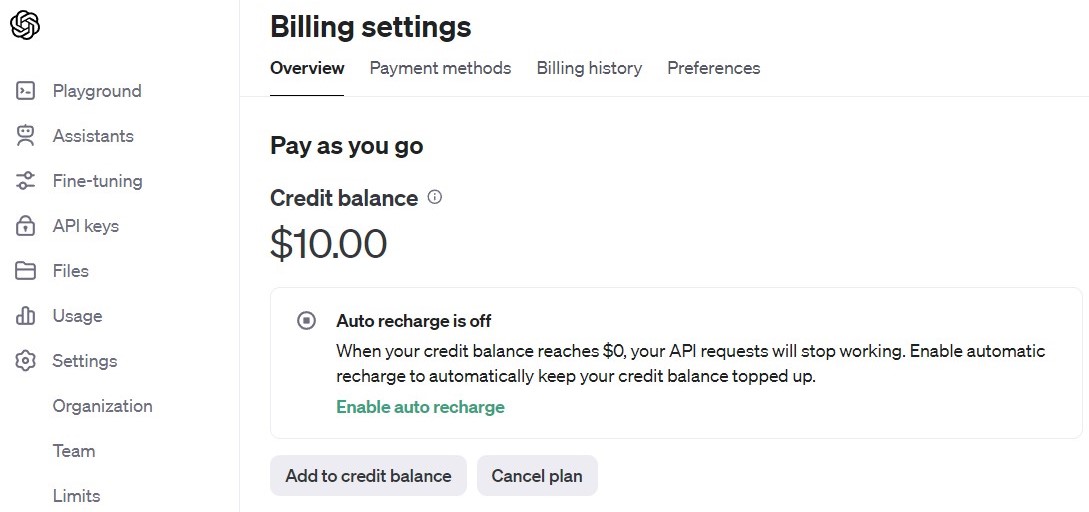 Playground
Assistants
Fine-tuning
API keys
Files
Usage
Settings
Organization
Team
Limits
Billing settings
Overview Payment methods Billing history Preferences
Pay as you go
Credit balance
$10.00
Auto recharge is off
When your credit balance reaches $0, your API requests will stop working. Enable automatic
recharge to automatically keep your credit balance topped up.
Enable auto recharge
Add to credit balance Cancel plan